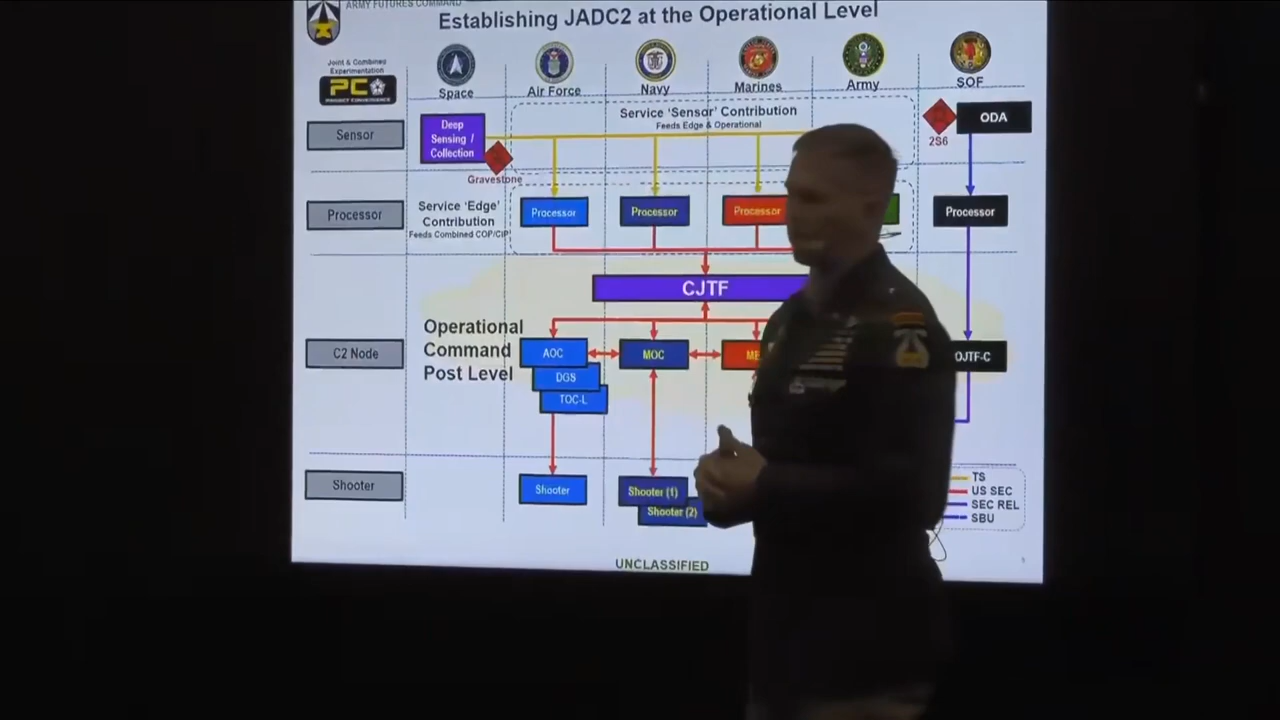 ARMY FUTURES COMMAND
Establishing JADC2 at the Operational Level
Joint & Combined
Experimentation
PC
PROJECT CONVERGENCE
Space
Air Force
Navy
Marines
Army
SOF
Sensor
Deep
Sensing /
Collection
Gravestone
Service 'Sensor' Contribution
Feeds Edge & Operational
2S6
ODA
Processor
Service 'Edge'
Contribution
Feeds Combined COP/CIP
Processor
Processor
Processor
Processor
CJTF
Operational
Command
Post Level
C2 Node
AOC
DGS
TOC-L
MOC
OJTF-C
Shooter
Shooter
Shooter (1)
Shooter (2)
TS
US SEC
SEC REL
SBU
UNCLASSIFIED